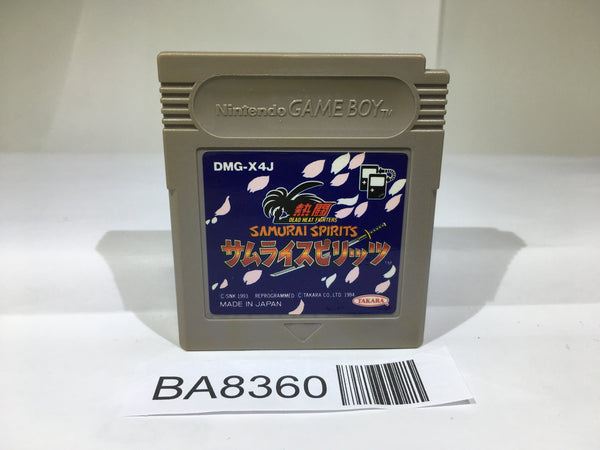 Nintendo GAME BOY TM
DMG-X4J
熱闘
DEAD HEAT FIGHTERS
SAMURAI SPIRITS
サムライスピリッツ
TM
© SNK 1993 REPROGRAMMED © TAKARA CO., LTD. 1994
MADE IN JAPAN
TAKARA
BA8360